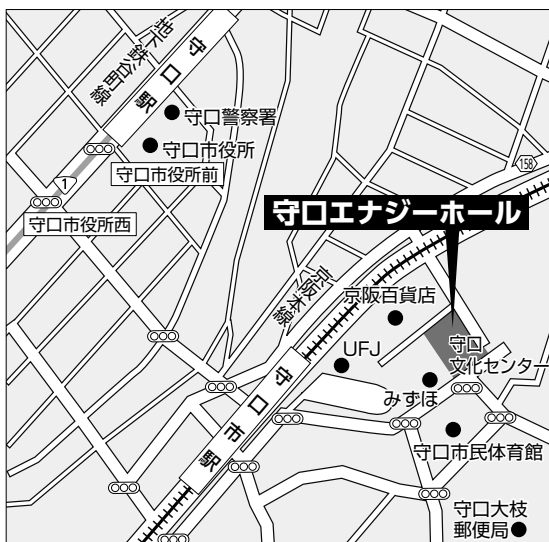 地下鉄谷町線
守口駅
守口警察署
守口市役所
守口市役所前
1
守口市役所西
158
守口エナジーホール
京阪本線
京阪百貨店
UFJ
守口
文化センター
みずほ
守口市駅
守口市民体育館
守口大枝
郵便局